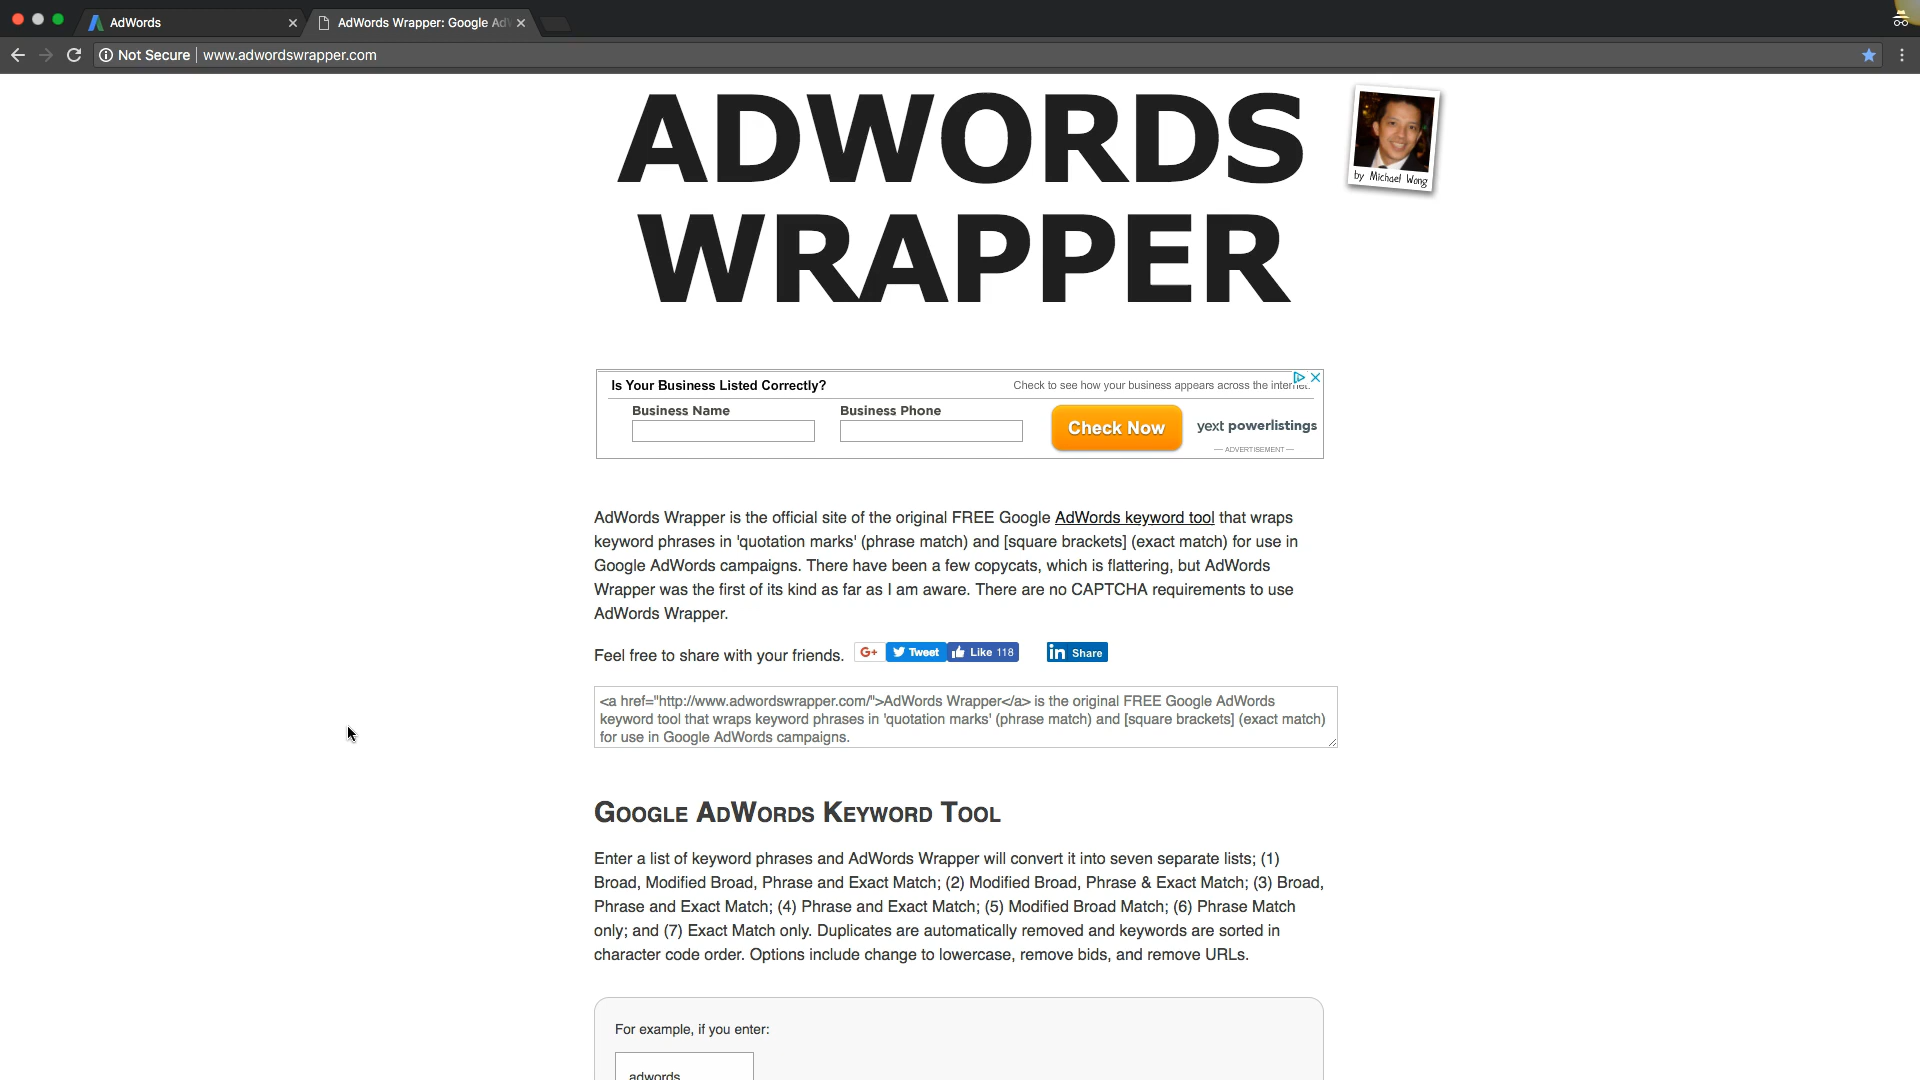 AdWords
AdWords Wrapper: Google Ad
Not Secure
www.adwordswrapper.com
ADWORDS
WRAPPER
by Michael Wong
Is Your Business Listed Correctly?
Check to see how your business appears across the internet.
Business Name
Business Phone
Check Now
yext powerlistings
— ADVERTISEMENT —
AdWords Wrapper is the official site of the original FREE Google AdWords keyword tool that wraps
keyword phrases in 'quotation marks' (phrase match) and [square brackets] (exact match) for use in
Google AdWords campaigns. There have been a few copycats, which is flattering, but AdWords
Wrapper was the first of its kind as far as I am aware. There are no CAPTCHA requirements to use
AdWords Wrapper.
Feel free to share with your friends.
G+
Tweet
Like 118
in Share
<a href="http://www.adwordswrapper.com/">AdWords Wrapper</a> is the original FREE Google AdWords
keyword tool that wraps keyword phrases in 'quotation marks' (phrase match) and [square brackets] (exact match)
for use in Google AdWords campaigns.
GOOGLE ADWORDS KEYWORD TOOL
Enter a list of keyword phrases and AdWords Wrapper will convert it into seven separate lists; (1)
Broad, Modified Broad, Phrase and Exact Match; (2) Modified Broad, Phrase & Exact Match; (3) Broad,
Phrase and Exact Match; (4) Phrase and Exact Match; (5) Modified Broad Match; (6) Phrase Match
only; and (7) Exact Match only. Duplicates are automatically removed and keywords are sorted in
character code order. Options include change to lowercase, remove bids, and remove URLs.
For example, if you enter:
adwords